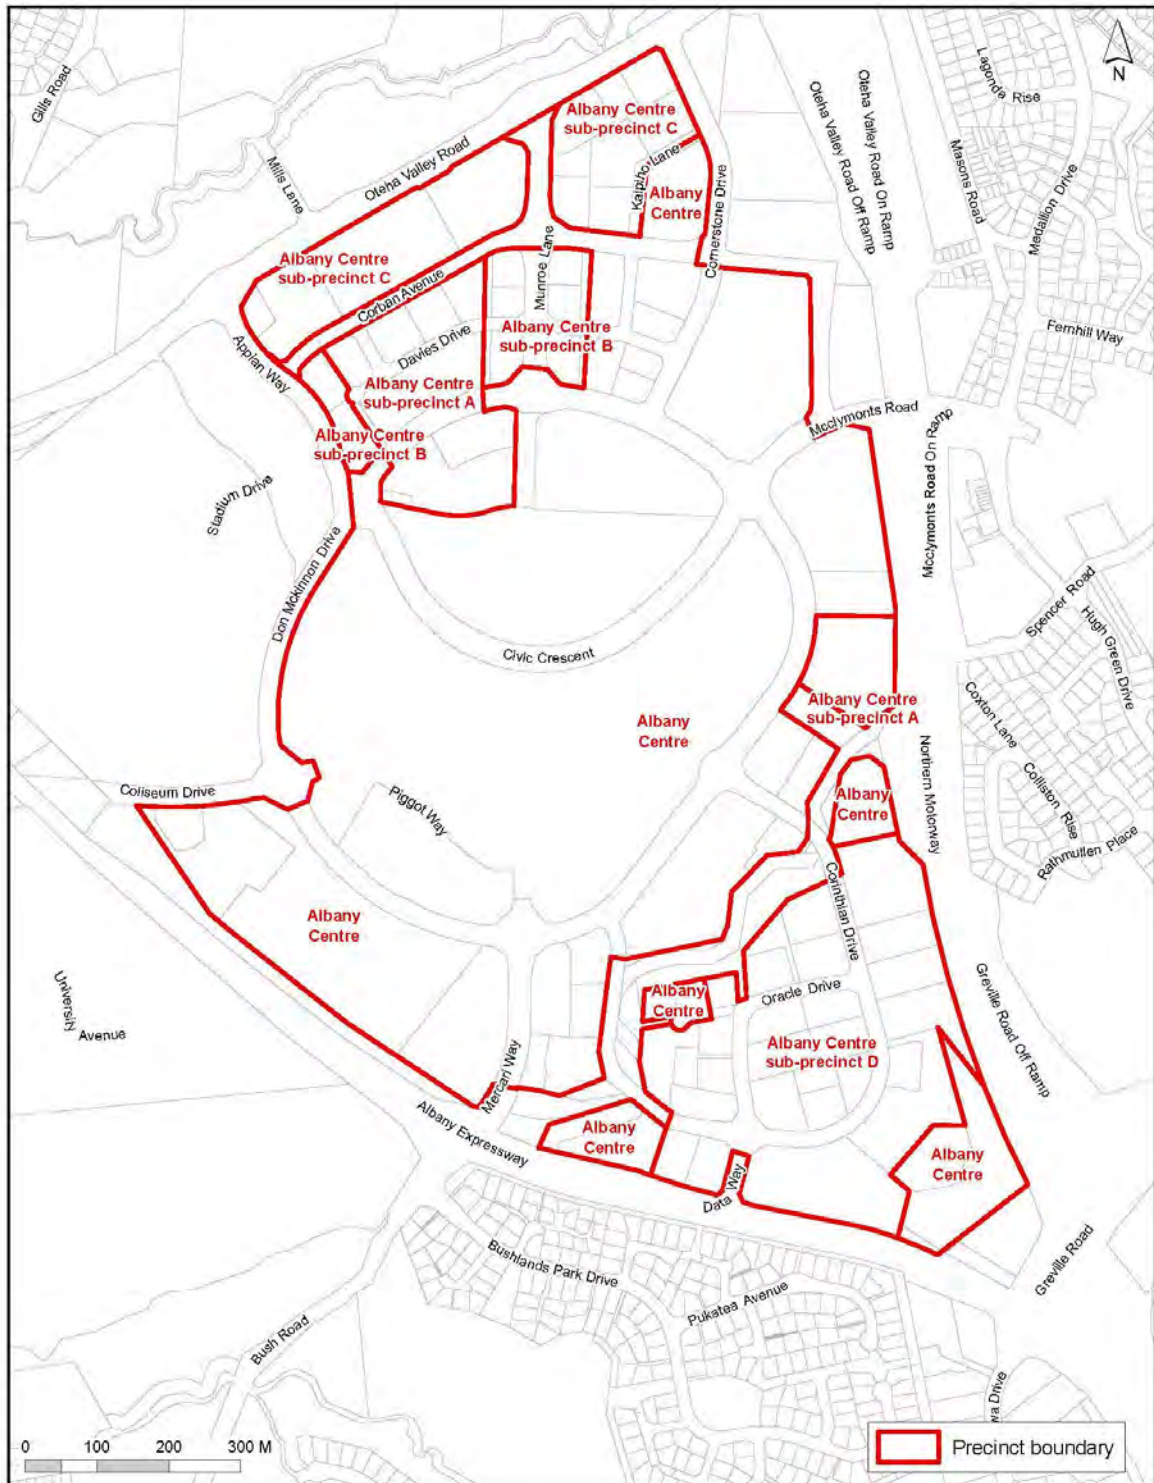 Gills Road
Lagonda Rise
N
Oteha Valley Road On Ramp
Oteha Valley Road Off Ramp
Albany Centre
sub-precinct C
Oteha Valley Road
Mills Lane
Masons Road
Medallion Drive
Kaipiho Lane
Albany
Centre
Cornerstone Drive
Munroe Lane
Albany Centre
sub-precinct C
Corban Avenue
Albany Centre
sub-precinct B
Davies Drive
Fernhill Way
Appian Way
Albany Centre
sub-precinct A
Mcclymonts Road
Albany Centre
sub-precinct B
Mcclymonts Road On Ramp
Stadium Drive
Don Mckinnon Drive
Spencer Road
Hugh Green Drive
Civic Crescent
Albany Centre
sub-precinct A
Coxton Lane
Albany
Centre
Northern Motorway
Colliston Rise
Coliseum Drive
Piggot Way
Albany
Centre
Rathmullen Place
Corinthian Drive
Albany
Centre
University
Avenue
Albany
Centre
Oracle Drive
Greville Road Off Ramp
Albany Centre
sub-precinct D
Mercari Way
Albany Expressway
Albany
Centre
Albany
Centre
Data Way
Bushlands Park Drive
Greville Road
Pukatea Avenue
Bush Road
wa Drive
0 100 200 300 M
Precinct boundary